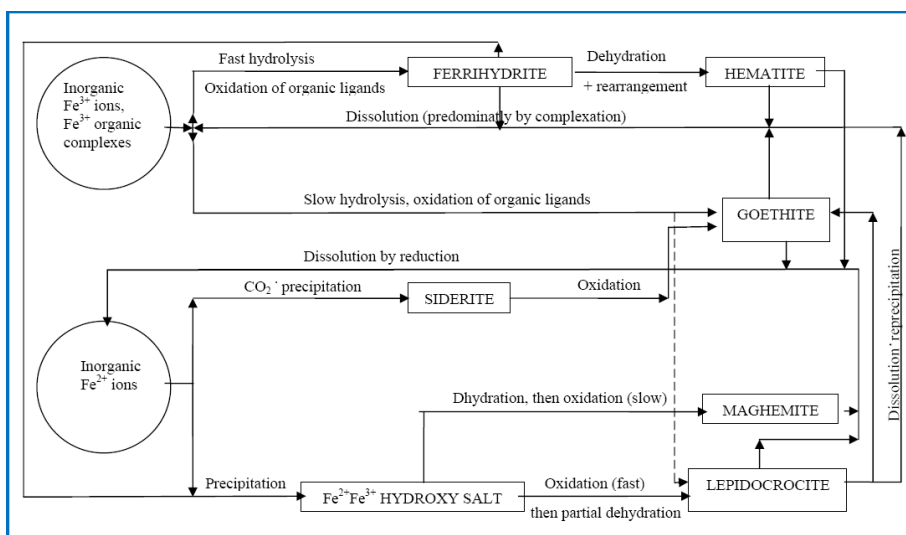 Fast hydrolysis
Oxidation of organic ligands
FERRIHYDRITE
Dehydration
+ rearrangement
HEMATITE
Inorganic
Fe³⁺ ions,
Fe³⁺ organic
complexes
Dissolution (predominatly by complexation)
Slow hydrolysis, oxidation of organic ligands
GOETHITE
Dissolution by reduction
CO₂˙ precipitation
SIDERITE
Oxidation
Dissolution˙ reprecipitation
Inorganic
Fe²⁺ ions
Dhydration, then oxidation (slow)
MAGHEMITE
Precipitation
Fe²⁺Fe³⁺ HYDROXY SALT
Oxidation (fast)
then partial dehydration
LEPIDOCROCITE